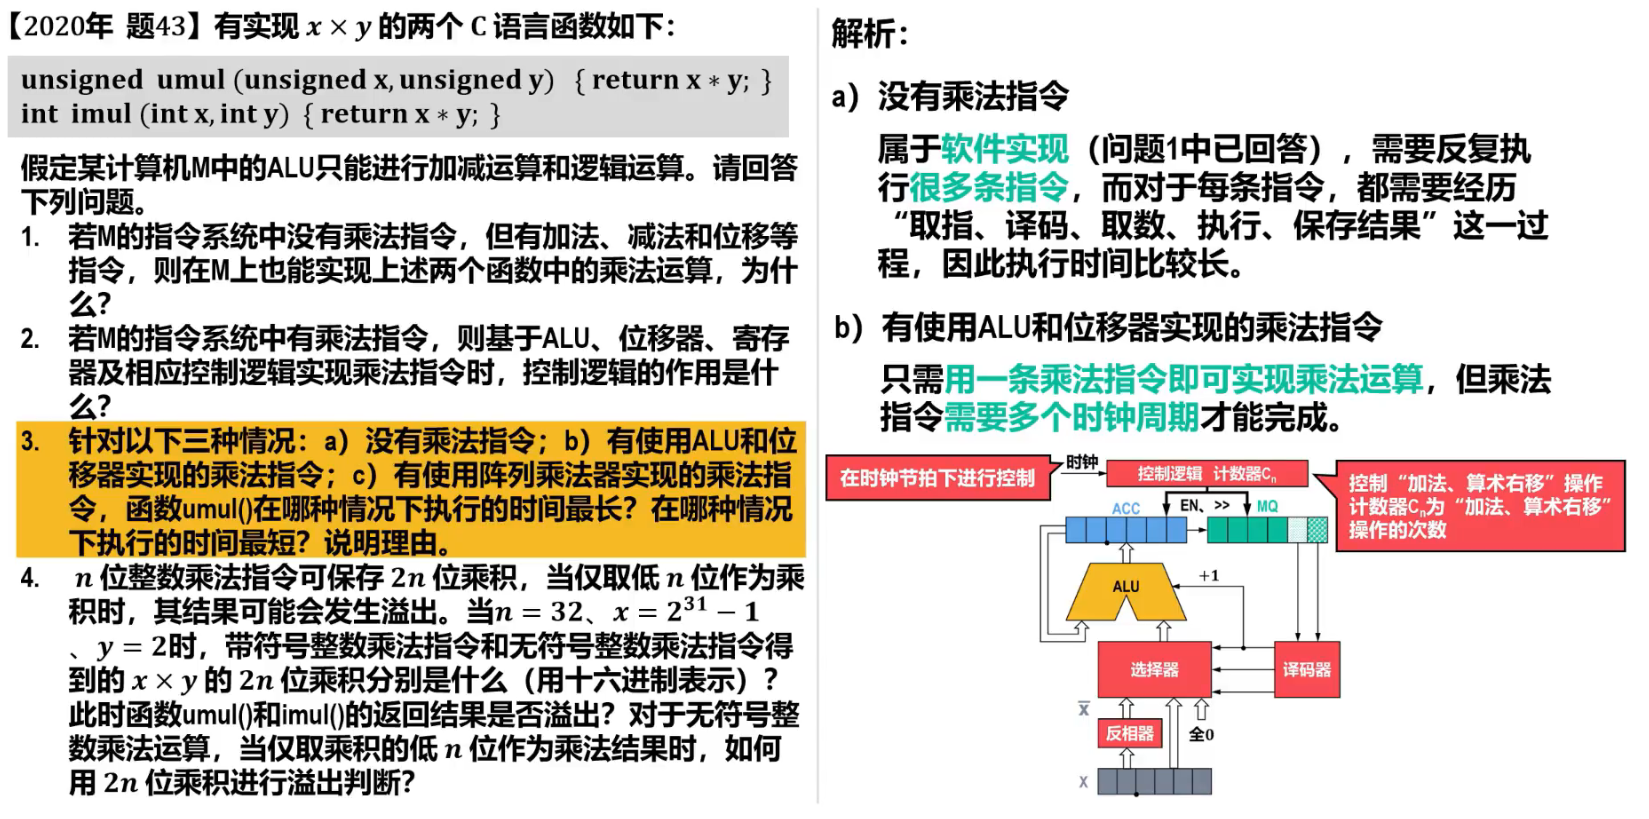 【2020年 题43】有实现 x × y 的两个 C 语言函数如下：
unsigned umul (unsigned x, unsigned y) { return x * y; }
int imul (int x, int y) { return x * y; }
假定某计算机M中的ALU只能进行加减运算和逻辑运算。请回答
下列问题。
1. 若M的指令系统中没有乘法指令，但有加法、减法和位移等
指令，则在M上也能实现上述两个函数中的乘法运算，为什
么？
2. 若M的指令系统中有乘法指令，则基于ALU、位移器、寄存
器及相应控制逻辑实现乘法指令时，控制逻辑的作用是什
么？
3. 针对以下三种情况：a）没有乘法指令；b）有使用ALU和位
移器实现的乘法指令；c）有使用阵列乘法器实现的乘法指
令，函数umul()在哪种情况下执行的时间最长？在哪种情况
下执行的时间最短？说明理由。
4. n 位整数乘法指令可保存 2n 位乘积，当仅取低 n 位作为乘
积时，其结果可能会发生溢出。当n = 32、x = 2³¹ − 1
、y = 2时，带符号整数乘法指令和无符号整数乘法指令得
到的 x × y 的 2n 位乘积分别是什么（用十六进制表示）？
此时函数umul()和imul()的返回结果是否溢出？对于无符号整
数乘法运算，当仅取乘积的低 n 位作为乘法结果时，如何
用 2n 位乘积进行溢出判断？
解析：
a）没有乘法指令
属于软件实现（问题1中已回答），需要反复执
行很多条指令，而对于每条指令，都需要经历
“取指、译码、取数、执行、保存结果”这一过
程，因此执行时间比较长。
b）有使用ALU和位移器实现的乘法指令
只需用一条乘法指令即可实现乘法运算，但乘法
指令需要多个时钟周期才能完成。
在时钟节拍下进行控制
时钟
控制逻辑 计数器Cn
控制“加法、算术右移”操作
计数器Cn为“加法、算术右移”
操作的次数
ACC
EN、>>
MQ
ALU
+1
选择器
译码器
x̄
反相器
全0
X